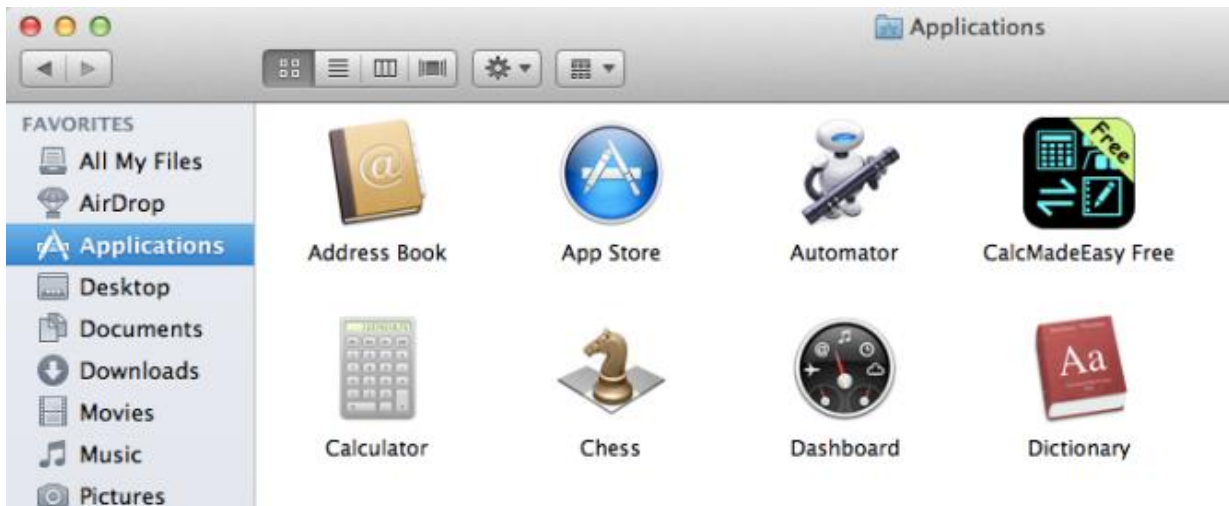 Applications
FAVORITES
All My Files
AirDrop
Applications
Desktop
Documents
Downloads
Movies
Music
Pictures
@
Free
Address Book
App Store
Automator
CalcMadeEasy Free
Aa
Calculator
Chess
Dashboard
Dictionary